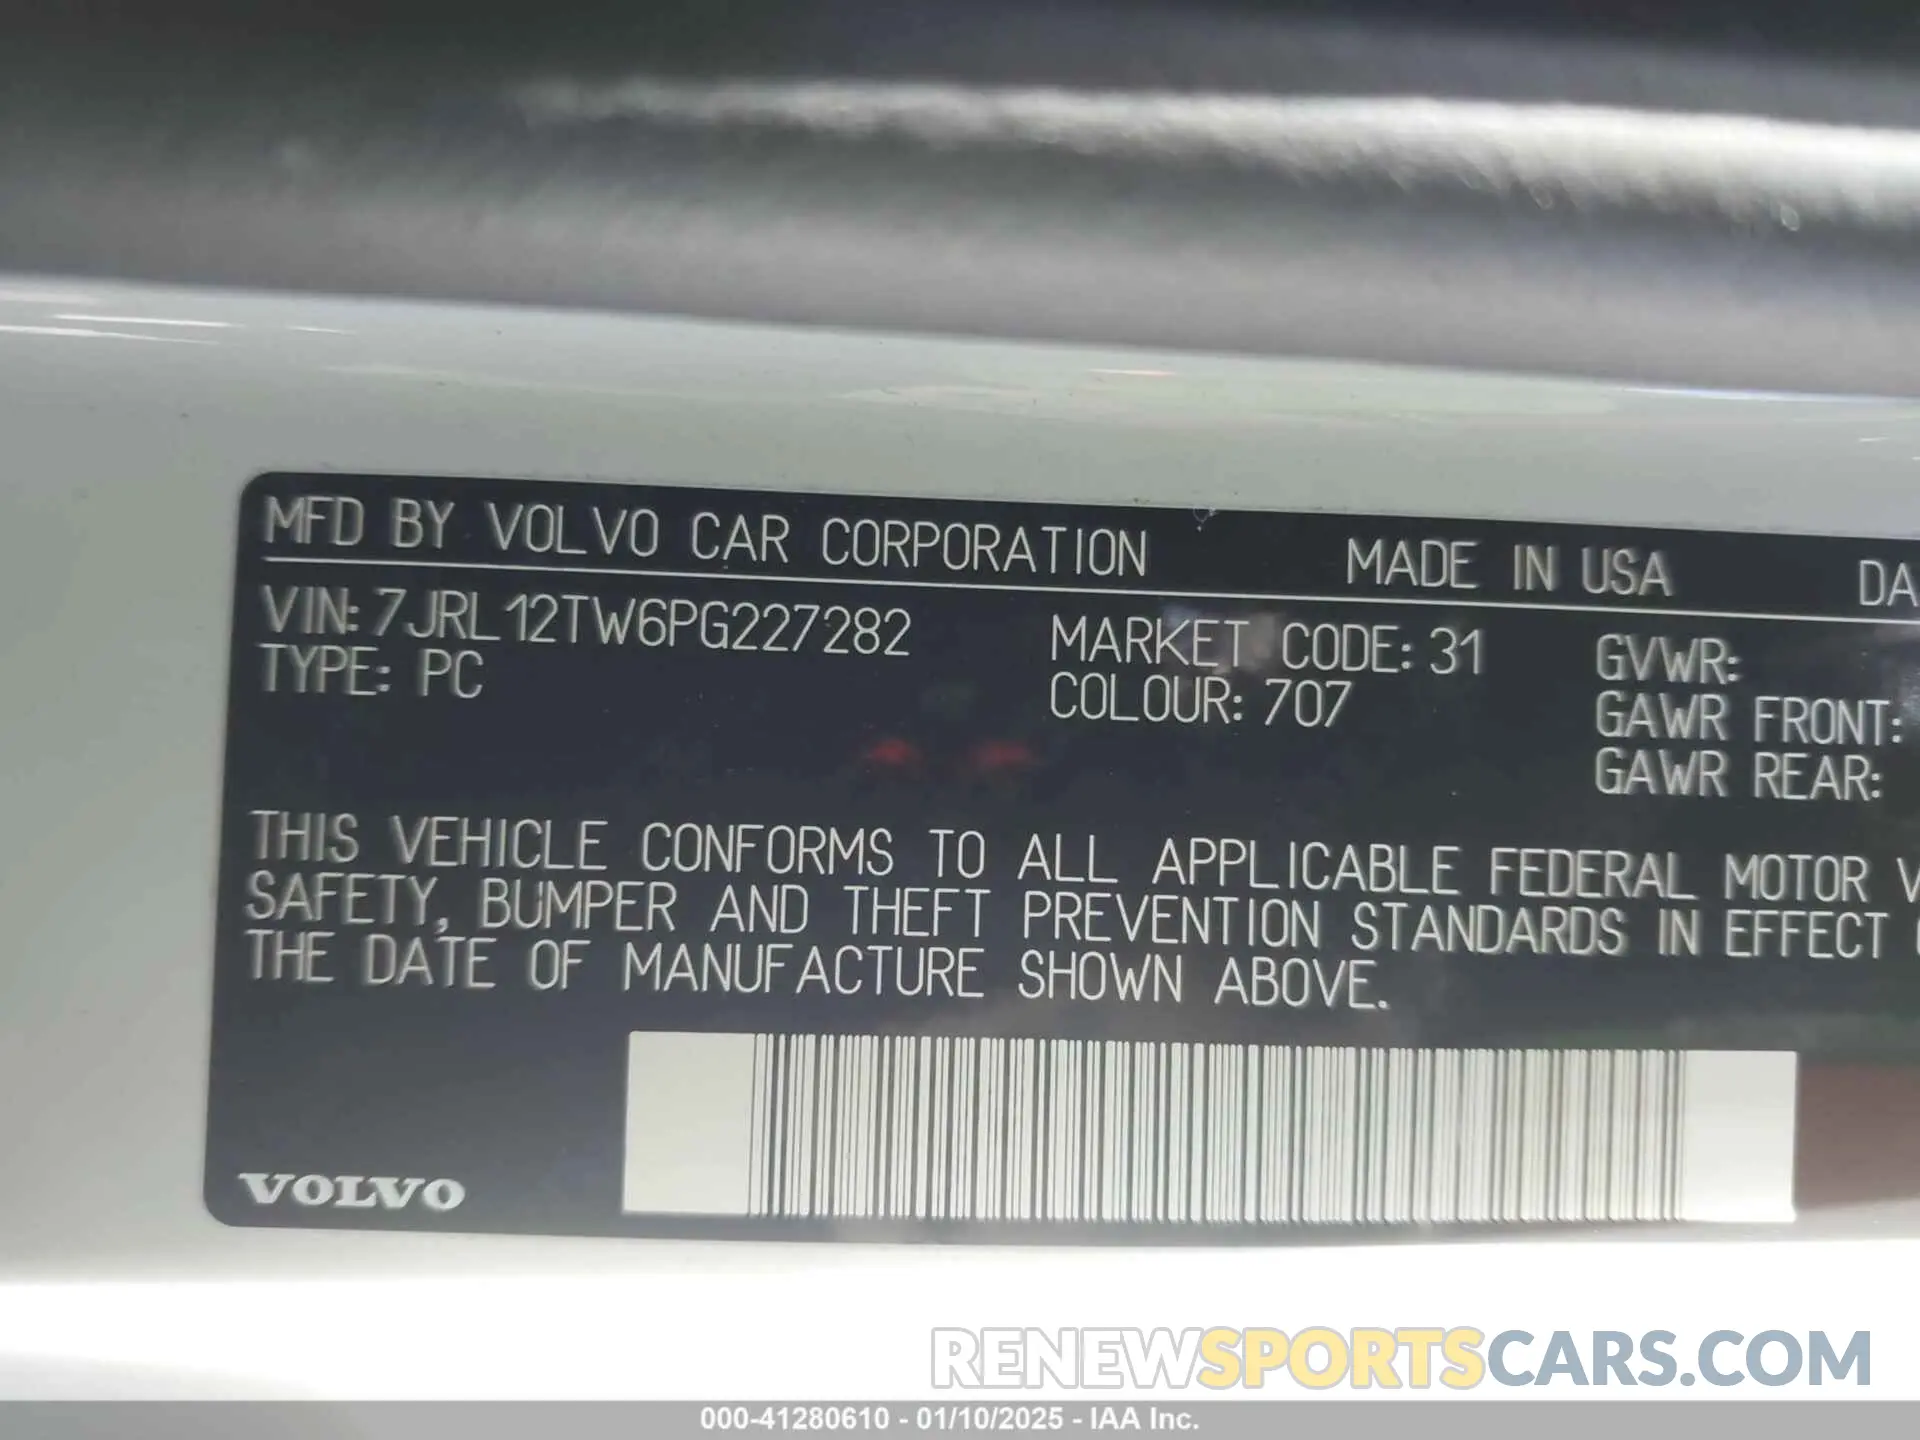 MFD BY VOLVO CAR CORPORATION MADE IN USA DA
VIN: 7JRL12TW6PG227282 MARKET CODE: 31 GVWR:
TYPE: PC COLOUR: 707 GAWR FRONT:
GAWR REAR:
THIS VEHICLE CONFORMS TO ALL APPLICABLE FEDERAL MOTOR V
SAFETY, BUMPER AND THEFT PREVENTION STANDARDS IN EFFECT
THE DATE OF MANUFACTURE SHOWN ABOVE.
VOLVO
RENEWSPORTSCARS.COM
000-41280610 - 01/10/2025 - IAA Inc.